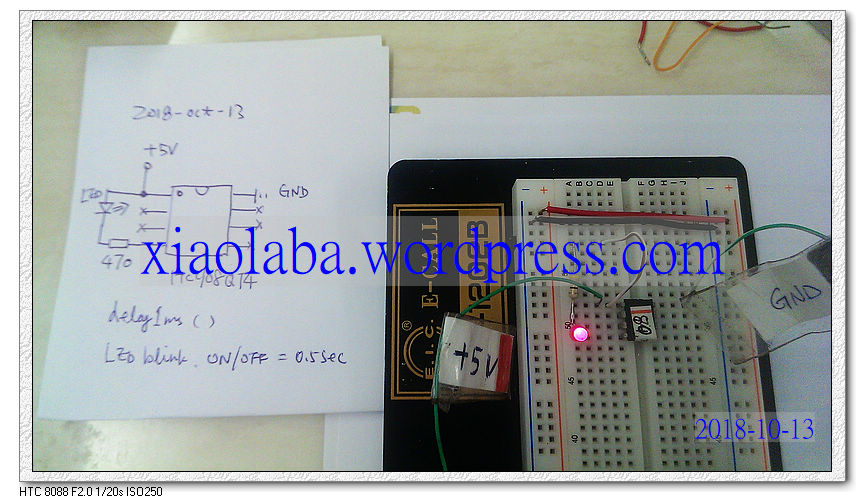 2018-oct-13
+5V
LED
GND
470
delay1ms ( )
LED blink. ON/OFF = 0.5sec
xiaolaba.wordpress.com
E.I.C. E-CALL
®
+5V
GND
08
A B C D E
F G H I J
50
45
40
2018-10-13
HTC 8088 F2.0 1/20s ISO250